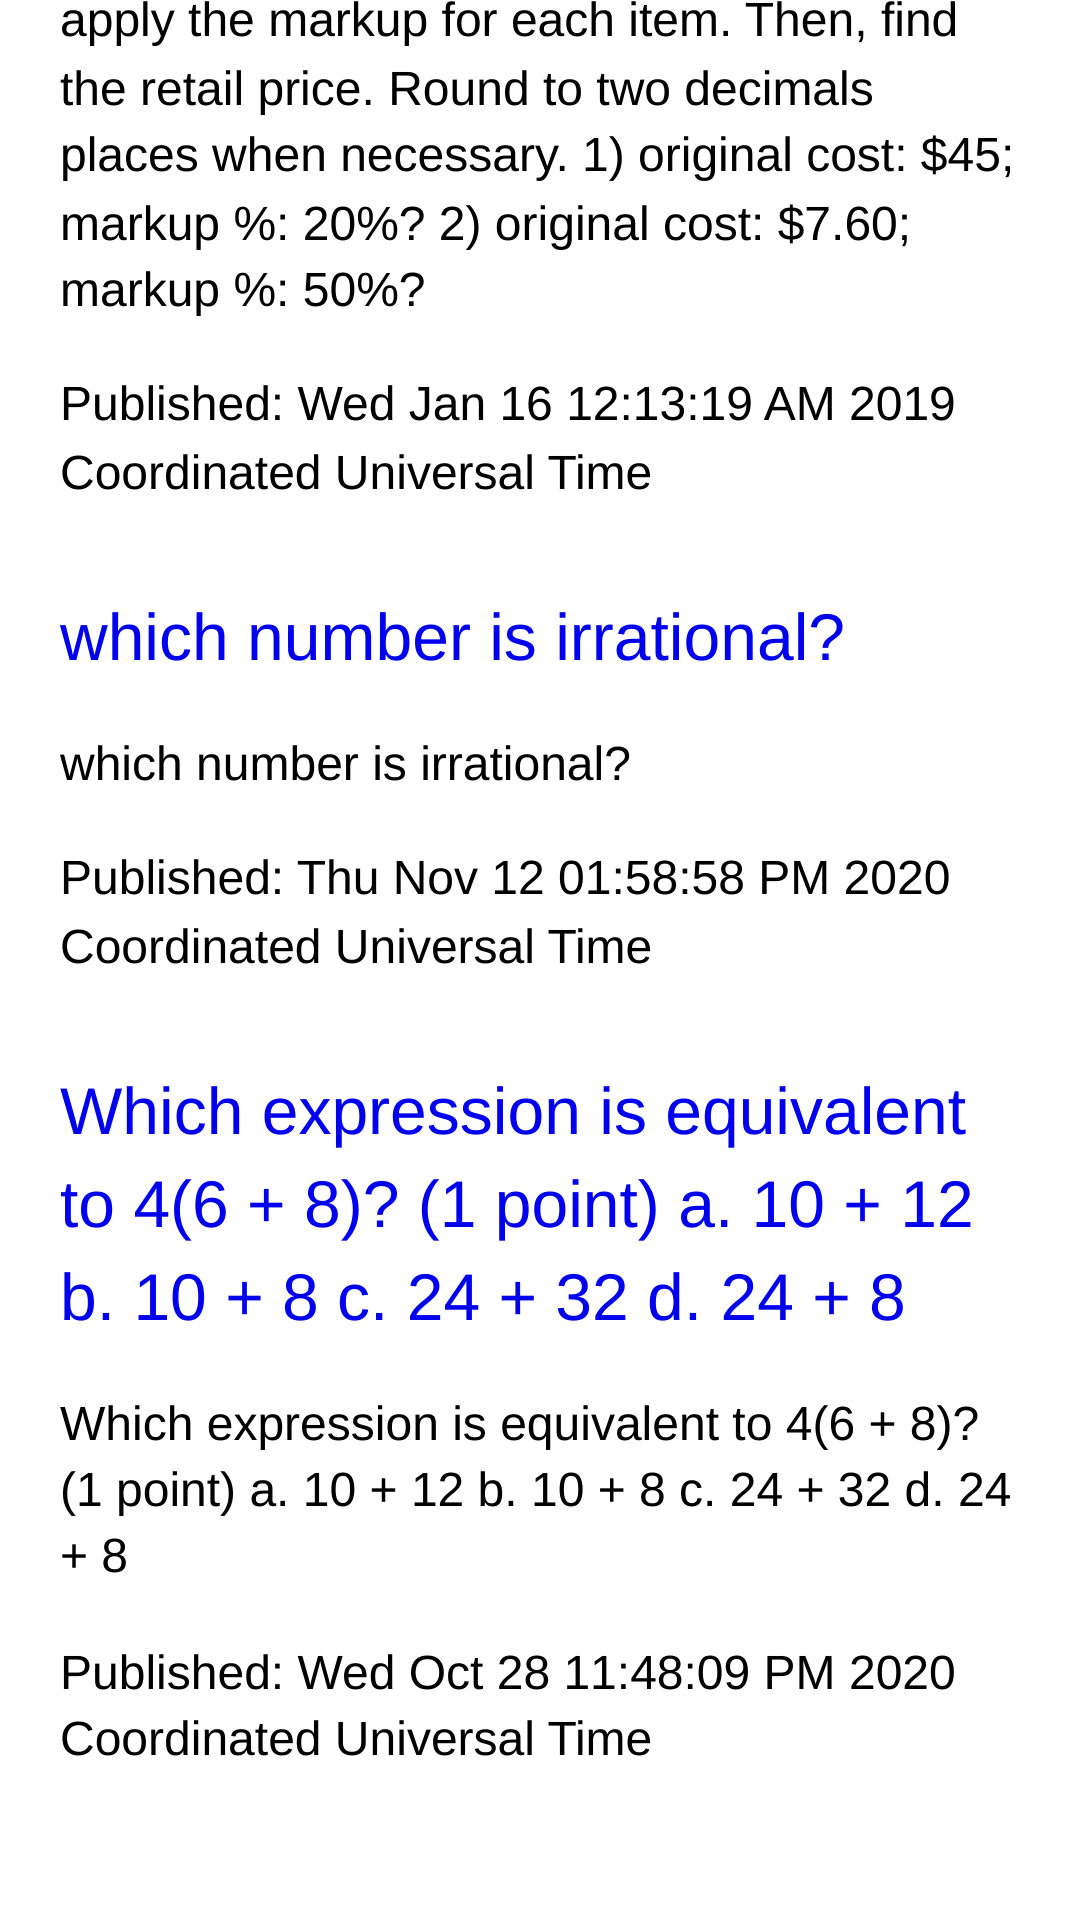 apply the markup for each item. Then, find
the retail price. Round to two decimals
places when necessary. 1) original cost: $45;
markup %: 20%? 2) original cost: $7.60;
markup %: 50%?
Published: Wed Jan 16 12:13:19 AM 2019
Coordinated Universal Time
which number is irrational?
which number is irrational?
Published: Thu Nov 12 01:58:58 PM 2020
Coordinated Universal Time
Which expression is equivalent
to 4(6 + 8)? (1 point) a. 10 + 12
b. 10 + 8 c. 24 + 32 d. 24 + 8
Which expression is equivalent to 4(6 + 8)?
(1 point) a. 10 + 12 b. 10 + 8 c. 24 + 32 d. 24
+ 8
Published: Wed Oct 28 11:48:09 PM 2020
Coordinated Universal Time